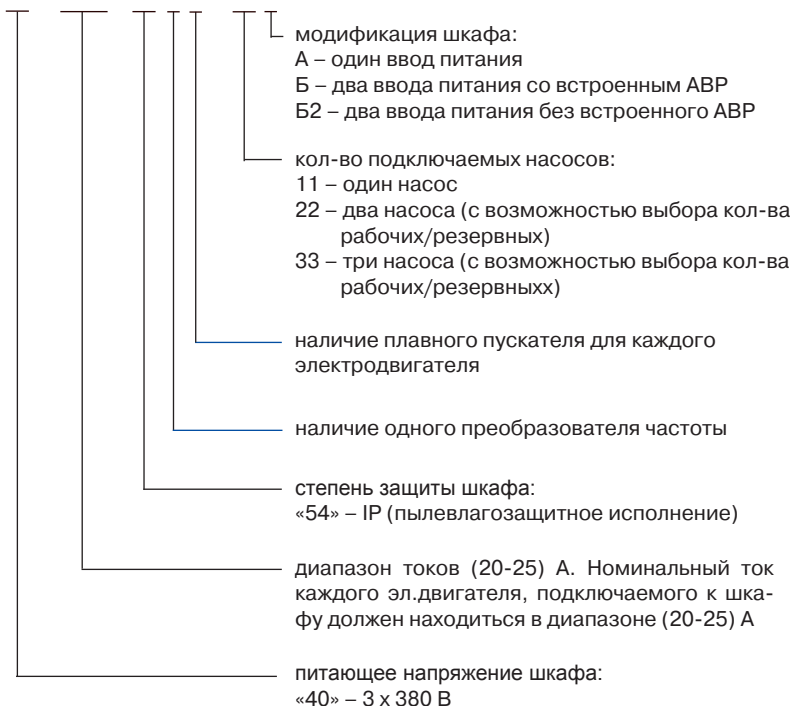 модификация шкафа:
А – один ввод питания
Б – два ввода питания со встроенным АВР
Б2 – два ввода питания без встроенного АВР
кол-во подключаемых насосов:
11 – один насос
22 – два насоса (с возможностью выбора кол-ва
рабочих/резервных)
33 – три насоса (с возможностью выбора кол-ва
рабочих/резервныхх)
наличие плавного пускателя для каждого
электродвигателя
наличие одного преобразователя частоты
степень защиты шкафа:
«54» – IP (пылевлагозащитное исполнение)
диапазон токов (20-25) А. Номинальный ток
каждого эл.двигателя, подключаемого к шка-
фу должен находиться в диапазоне (20-25) А
питающее напряжение шкафа:
«40» – 3 х 380 В